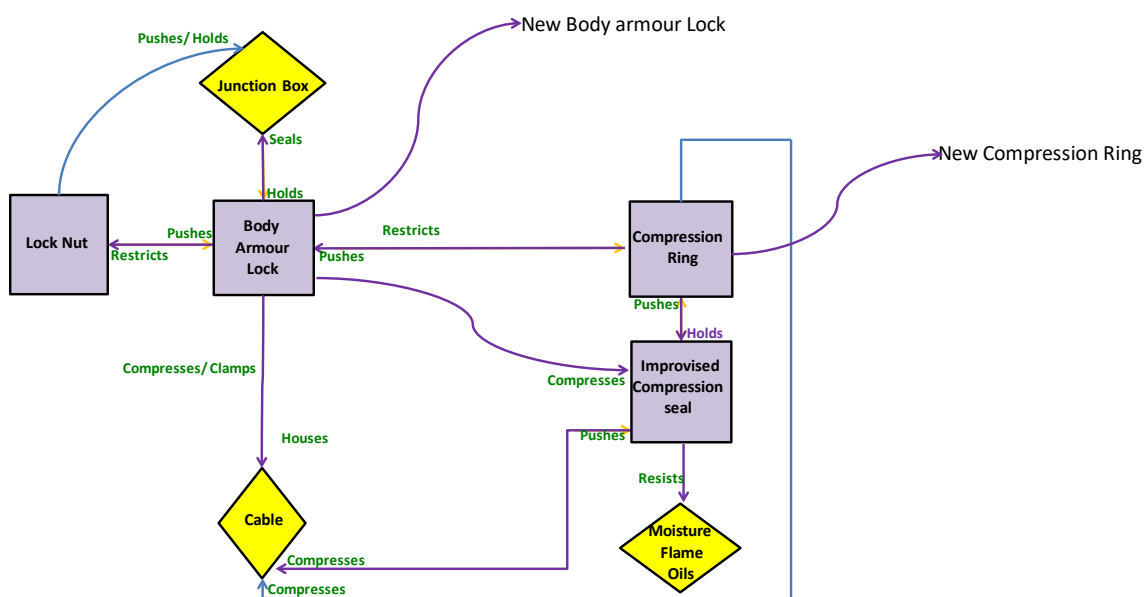 New Body armour Lock
Pushes/ Holds
Junction Box
Seals
New Compression Ring
Holds
Lock Nut
Pushes
Restricts
Body
Armour
Lock
Restricts
Pushes
Compression
Ring
Pushes
Holds
Compresses/ Clamps
Compresses
Improvised
Compression
seal
Houses
Pushes
Resists
Cable
Moisture
Flame
Oils
Compresses
Compresses